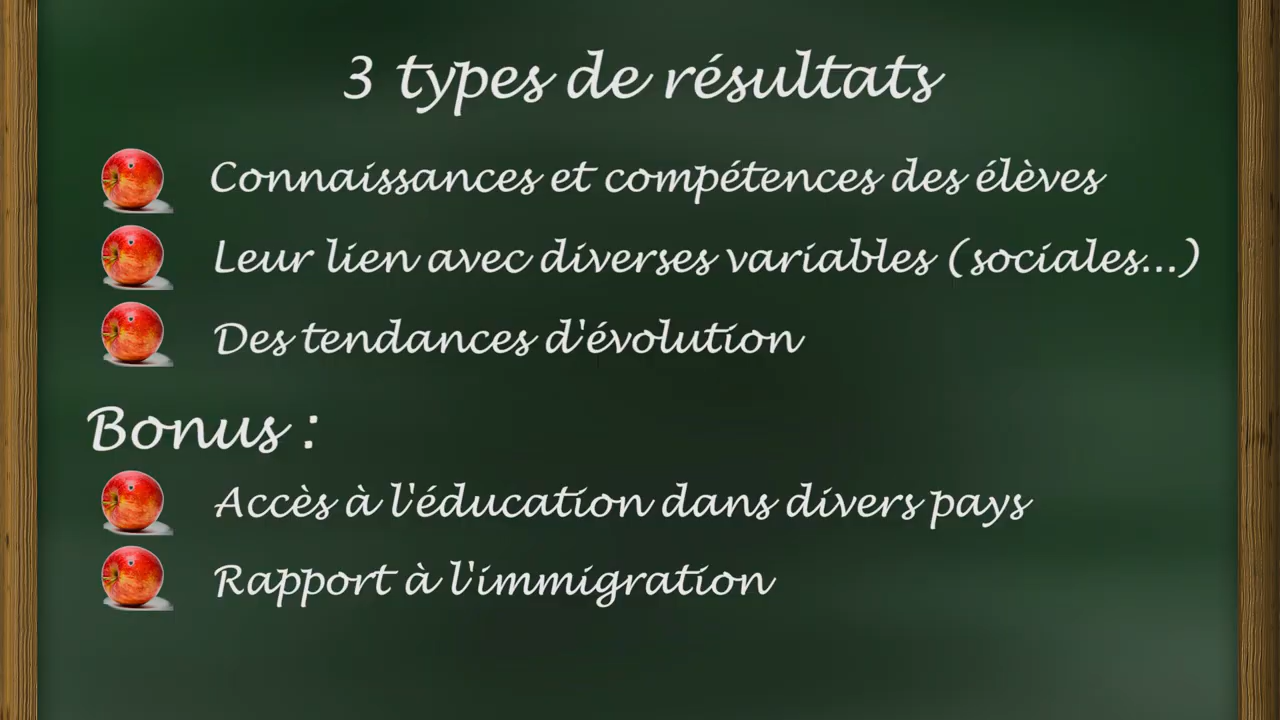 3 types de résultats
Connaissances et compétences des élèves
Leur lien avec diverses variables (sociales...)
Des tendances d'évolution
Bonus :
Accès à l'éducation dans divers pays
Rapport à l'immigration